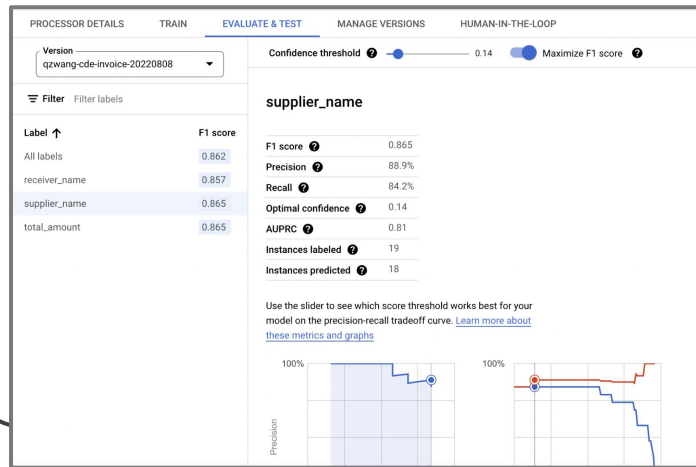 PROCESSOR DETAILS TRAIN EVALUATE & TEST MANAGE VERSIONS HUMAN-IN-THE-LOOP
Version
qzwang-cde-invoice-20220808
Confidence threshold 0.14 Maximize F1 score
Filter Filter labels
Label F1 score
All labels 0.862
receiver_name 0.857
supplier_name 0.865
total_amount 0.865
supplier_name
F1 score 0.865
Precision 88.9%
Recall 84.2%
Optimal confidence 0.14
AUPRC 0.81
Instances labeled 19
Instances predicted 18
Use the slider to see which score threshold works best for your
model on the precision-recall tradeoff curve. Learn more about
these metrics and graphs
100%
Precision
100%